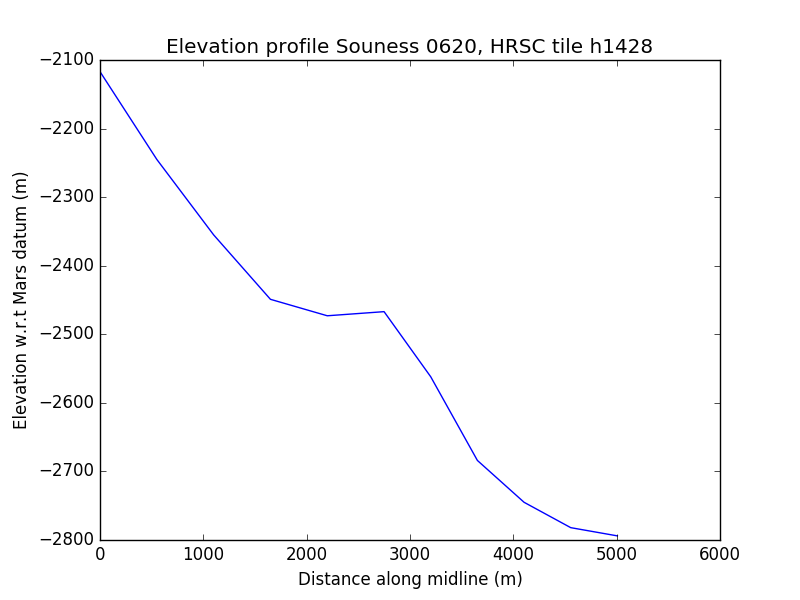 Elevation profile Souness 0620, HRSC tile h1428
Elevation w.r.t Mars datum (m)
−2100
−2200
−2300
−2400
−2500
−2600
−2700
−2800
0 1000 2000 3000 4000 5000 6000
Distance along midline (m)